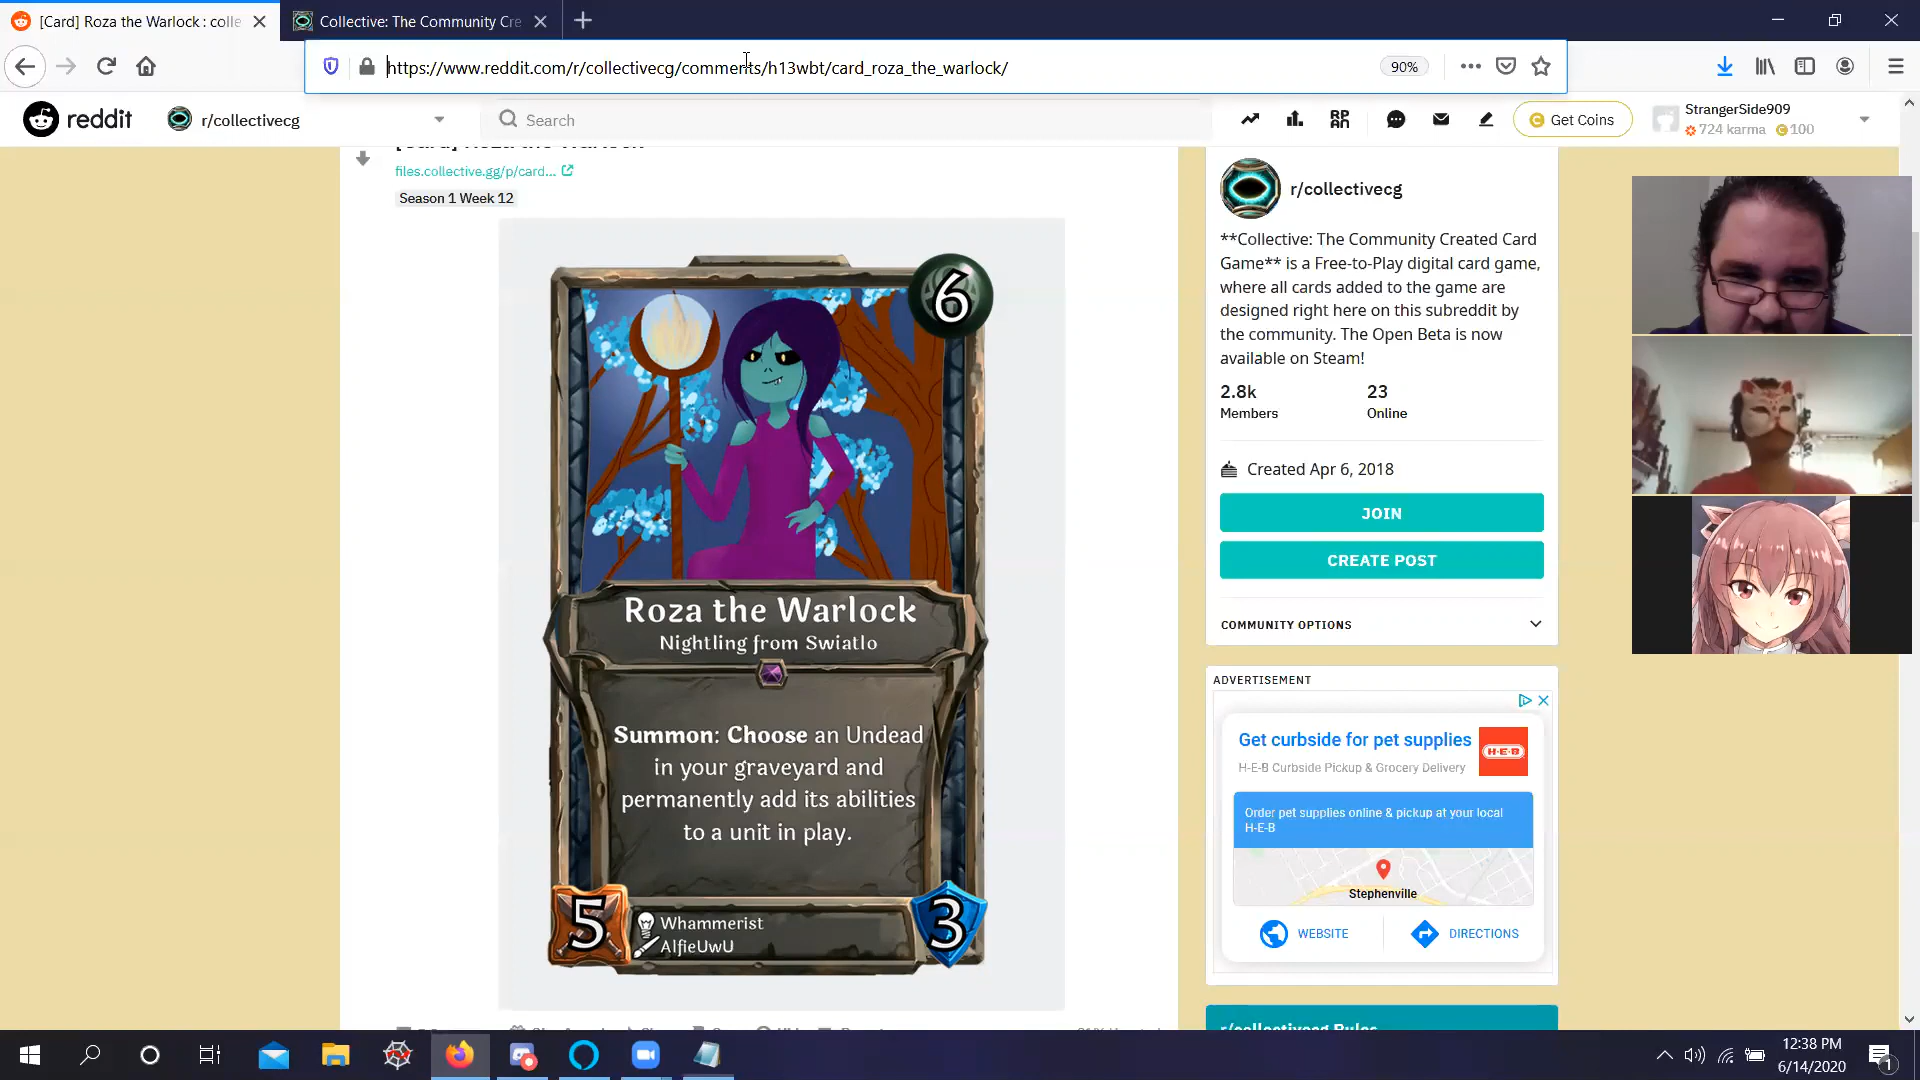 [Card] Roza the Warlock : colle
Collective: The Community Cre
https://www.reddit.com/r/collectivecg/comments/h13wbt/card_roza_the_warlock/
90%
reddit
r/collectivecg
Search
Get Coins
StrangerSide909
724 karma
100
[Card] Roza the Warlock
files.collective.gg/p/card...
Season 1 Week 12
6
Roza the Warlock
Nightling from Swiatlo
Summon: Choose an Undead
in your graveyard and
permanently add its abilities
to a unit in play.
5
Whammerist
AlfieUwU
3
r/collectivecg
**Collective: The Community Created Card
Game** is a Free-to-Play digital card game,
where all cards added to the game are
designed right here on this subreddit by
the community. The Open Beta is now
available on Steam!
2.8k
Members
23
Online
Created Apr 6, 2018
JOIN
CREATE POST
COMMUNITY OPTIONS
ADVERTISEMENT
Get curbside for pet supplies
H-E-B Curbside Pickup & Grocery Delivery
H-E-B
Order pet supplies online & pickup at your local
H-E-B
Stephenville
WEBSITE
DIRECTIONS
r/collectivecg Rules
12:38 PM
6/14/2020
1